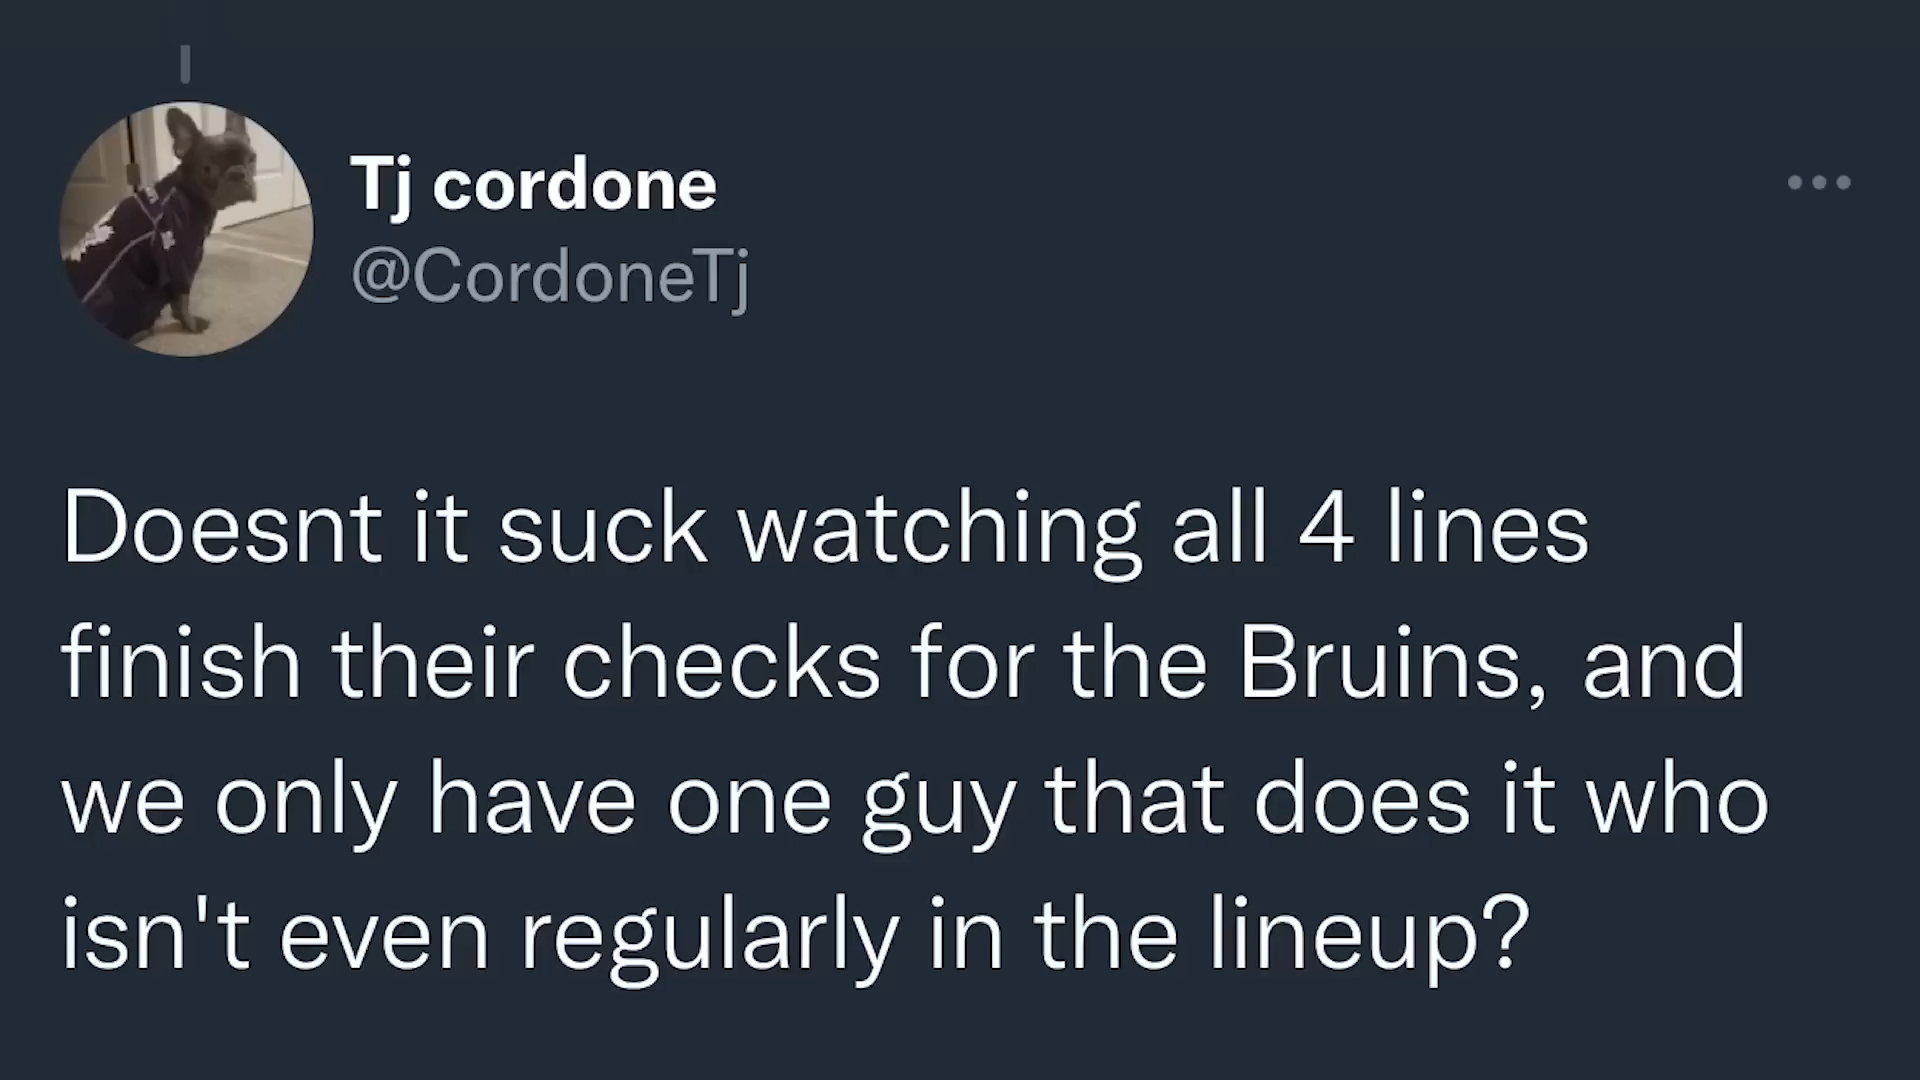 Tj cordone
@CordoneTj
Doesnt it suck watching all 4 lines
finish their checks for the Bruins, and
we only have one guy that does it who
isn't even regularly in the lineup?